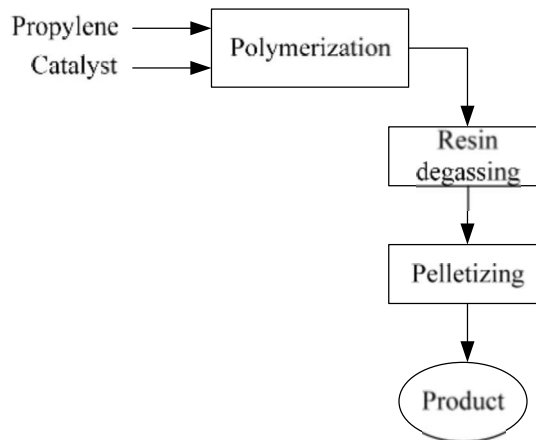 Propylene
Catalyst
Polymerization
Resin
degassing
Pelletizing
Product